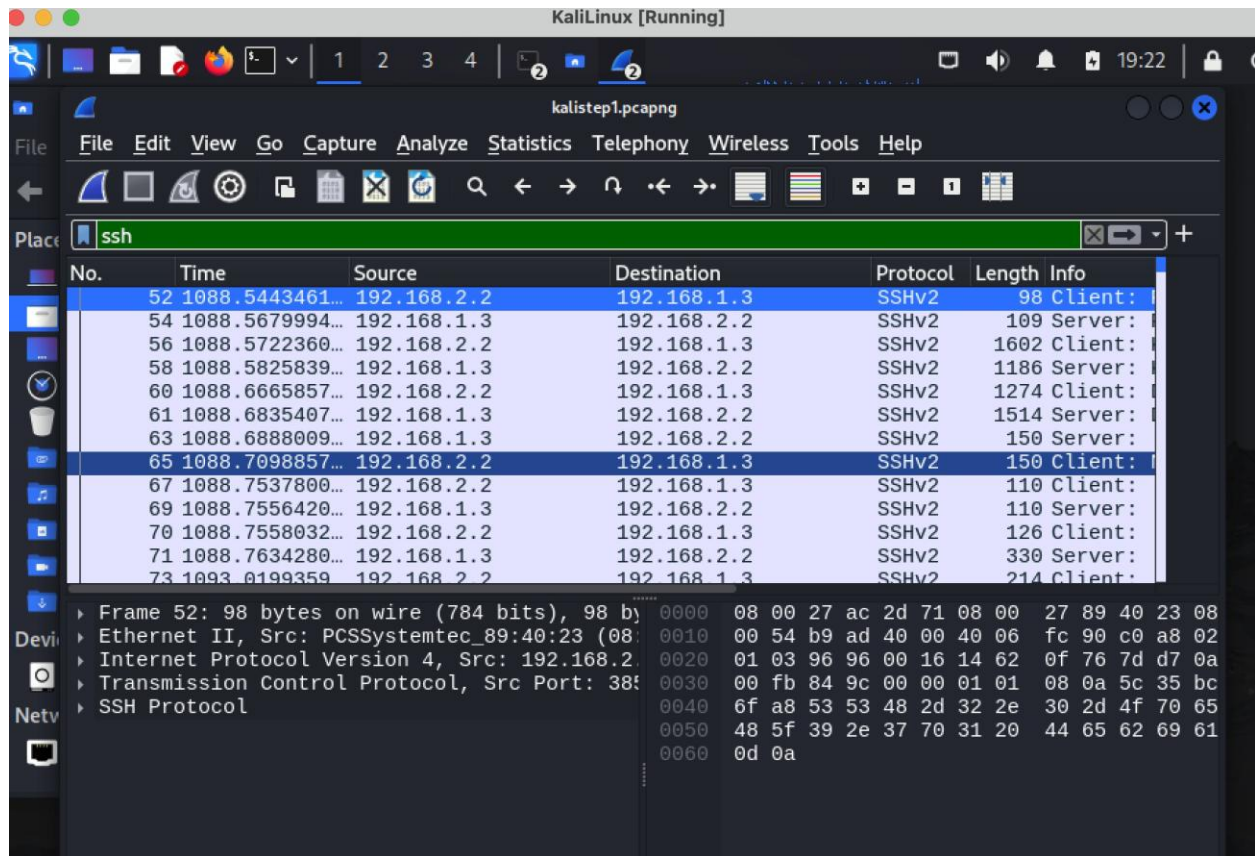 KaliLinux [Running]
1 2 3 4 2 2 19:22
kalistep1.pcapng
File
File Edit View Go Capture Analyze Statistics Telephony Wireless Tools Help
1
Place
ssh
No. Time Source Destination Protocol Length Info
52 1088.5443461… 192.168.2.2 192.168.1.3 SSHv2 98 Client:
54 1088.5679994… 192.168.1.3 192.168.2.2 SSHv2 109 Server:
56 1088.5722360… 192.168.2.2 192.168.1.3 SSHv2 1602 Client:
58 1088.5825839… 192.168.1.3 192.168.2.2 SSHv2 1186 Server:
60 1088.6665857… 192.168.2.2 192.168.1.3 SSHv2 1274 Client:
61 1088.6835407… 192.168.1.3 192.168.2.2 SSHv2 1514 Server:
63 1088.6888009… 192.168.1.3 192.168.2.2 SSHv2 150 Server:
65 1088.7098857… 192.168.2.2 192.168.1.3 SSHv2 150 Client:
67 1088.7537800… 192.168.2.2 192.168.1.3 SSHv2 110 Client:
69 1088.7556420… 192.168.1.3 192.168.2.2 SSHv2 110 Server:
70 1088.7558032… 192.168.2.2 192.168.1.3 SSHv2 126 Client:
71 1088.7634280… 192.168.1.3 192.168.2.2 SSHv2 330 Server:
73 1093.0199359… 192.168.2.2 192.168.1.3 SSHv2 214 Client:
Frame 52: 98 bytes on wire (784 bits), 98 by
Ethernet II, Src: PCSSystemtec_89:40:23 (08:
Internet Protocol Version 4, Src: 192.168.2.
Transmission Control Protocol, Src Port: 385
SSH Protocol
0000 08 00 27 ac 2d 71 08 00 27 89 40 23 08
0010 00 54 b9 ad 40 00 40 06 fc 90 c0 a8 02
0020 01 03 96 96 00 16 14 62 0f 76 7d d7 0a
0030 00 fb 84 9c 00 00 01 01 08 0a 5c 35 bc
0040 6f a8 53 53 48 2d 32 2e 30 2d 4f 70 65
0050 48 5f 39 2e 37 70 31 20 44 65 62 69 61
0060 0d 0a
Devi
Netw